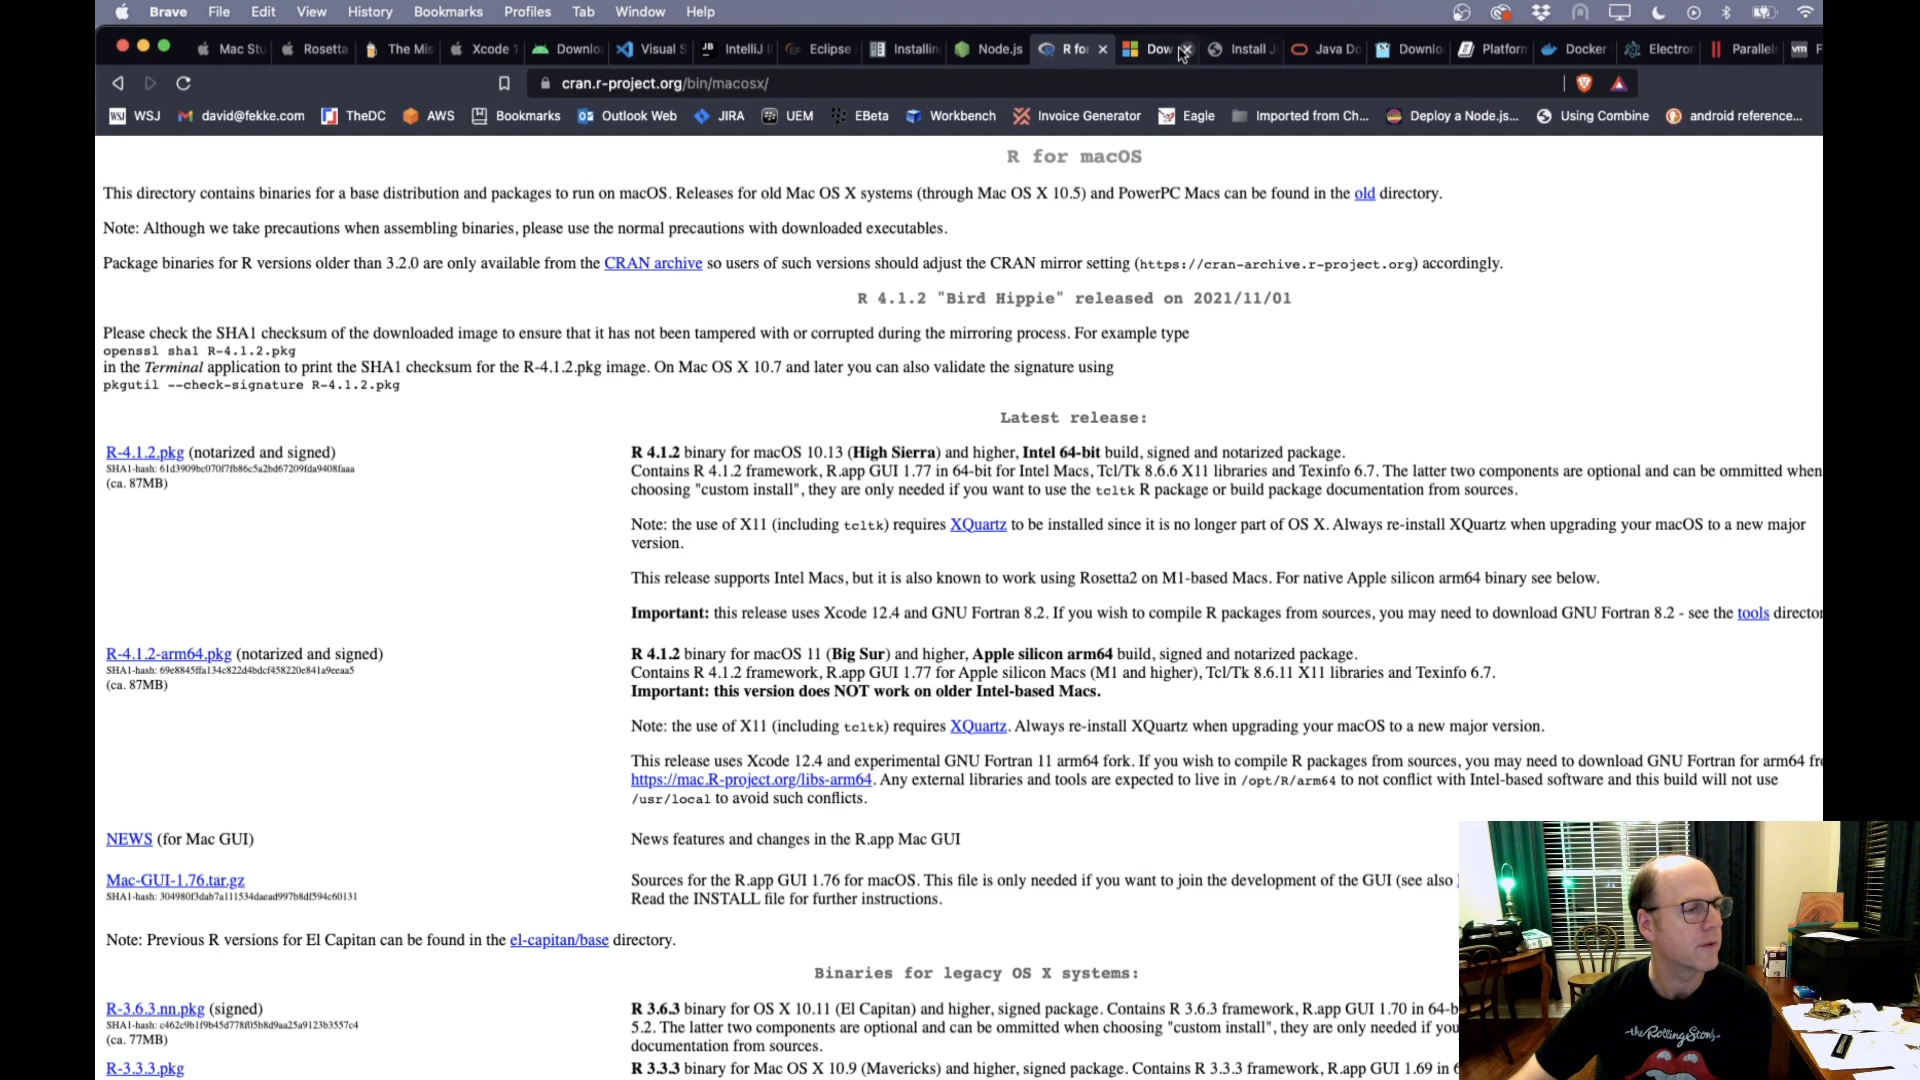 Brave File Edit View History Bookmarks Profiles Tab Window Help
Mac Stu Rosetta The Mis Xcode 1 Downlo Visual S IntelliJ I Eclipse Installin Node.js R for Dow Install J Java Do Downlo Platform Docker Electron Parallel F
cran.r-project.org/bin/macosx/
WSJ david@fekke.com TheDC AWS Bookmarks Outlook Web JIRA UEM EBeta Workbench Invoice Generator Eagle Imported from Ch... Deploy a Node.js... Using Combine android reference...
R for macOS
This directory contains binaries for a base distribution and packages to run on macOS. Releases for old Mac OS X systems (through Mac OS X 10.5) and PowerPC Macs can be found in the old directory.
Note: Although we take precautions when assembling binaries, please use the normal precautions with downloaded executables.
Package binaries for R versions older than 3.2.0 are only available from the CRAN archive so users of such versions should adjust the CRAN mirror setting (https://cran-archive.r-project.org) accordingly.
R 4.1.2 "Bird Hippie" released on 2021/11/01
Please check the SHA1 checksum of the downloaded image to ensure that it has not been tampered with or corrupted during the mirroring process. For example type
openssl sha1 R-4.1.2.pkg
in the Terminal application to print the SHA1 checksum for the R-4.1.2.pkg image. On Mac OS X 10.7 and later you can also validate the signature using
pkgutil --check-signature R-4.1.2.pkg
Latest release:
R-4.1.2.pkg (notarized and signed)
SHA1-hash: 61d3909bc070f7fb86c5a2bd67209fda9408faaa
(ca. 87MB)
R 4.1.2 binary for macOS 10.13 (High Sierra) and higher, Intel 64-bit build, signed and notarized package.
Contains R 4.1.2 framework, R.app GUI 1.77 in 64-bit for Intel Macs, Tcl/Tk 8.6.6 X11 libraries and Texinfo 6.7. The latter two components are optional and can be ommitted when
choosing "custom install", they are only needed if you want to use the tcltk R package or build package documentation from sources.
Note: the use of X11 (including tcltk) requires XQuartz to be installed since it is no longer part of OS X. Always re-install XQuartz when upgrading your macOS to a new major
version.
This release supports Intel Macs, but it is also known to work using Rosetta2 on M1-based Macs. For native Apple silicon arm64 binary see below.
Important: this release uses Xcode 12.4 and GNU Fortran 8.2. If you wish to compile R packages from sources, you may need to download GNU Fortran 8.2 - see the tools director
R-4.1.2-arm64.pkg (notarized and signed)
SHA1-hash: 69e8845ffa134c822d4bdcf458220e841a9eeaa5
(ca. 87MB)
R 4.1.2 binary for macOS 11 (Big Sur) and higher, Apple silicon arm64 build, signed and notarized package.
Contains R 4.1.2 framework, R.app GUI 1.77 for Apple silicon Macs (M1 and higher), Tcl/Tk 8.6.11 X11 libraries and Texinfo 6.7.
Important: this version does NOT work on older Intel-based Macs.
Note: the use of X11 (including tcltk) requires XQuartz. Always re-install XQuartz when upgrading your macOS to a new major version.
This release uses Xcode 12.4 and experimental GNU Fortran 11 arm64 fork. If you wish to compile R packages from sources, you may need to download GNU Fortran for arm64 fr
https://mac.R-project.org/libs-arm64. Any external libraries and tools are expected to live in /opt/R/arm64 to not conflict with Intel-based software and this build will not use
/usr/local to avoid such conflicts.
NEWS (for Mac GUI)
News features and changes in the R.app Mac GUI
Mac-GUI-1.76.tar.gz
SHA1-hash: 304980f3dab7a111534daead997b8df594c60131
Sources for the R.app GUI 1.76 for macOS. This file is only needed if you want to join the development of the GUI (see also
Read the INSTALL file for further instructions.
Note: Previous R versions for El Capitan can be found in the el-capitan/base directory.
Binaries for legacy OS X systems:
R-3.6.3.nn.pkg (signed)
SHA1-hash: c462c9b1f9b45d778f05b8d9aa25a9123b3557c4
(ca. 77MB)
R 3.6.3 binary for OS X 10.11 (El Capitan) and higher, signed package. Contains R 3.6.3 framework, R.app GUI 1.70 in 64-b
5.2. The latter two components are optional and can be ommitted when choosing "custom install", they are only needed if you
documentation from sources.
R-3.3.3.pkg
R 3.3.3 binary for Mac OS X 10.9 (Mavericks) and higher, signed package. Contains R 3.3.3 framework, R.app GUI 1.69 in 6
the Rolling Stones